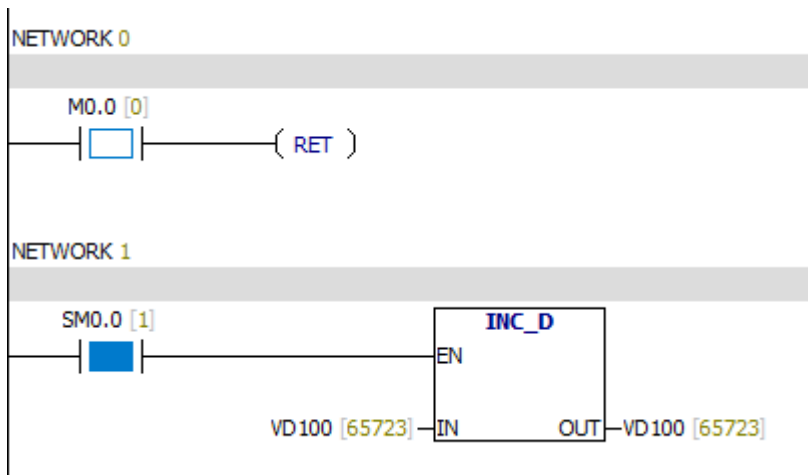 NETWORK 0
M0.0 [0]
( RET )
NETWORK 1
SM0.0 [1]
INC_D
EN
VD100 [65723] IN OUT VD100 [65723]